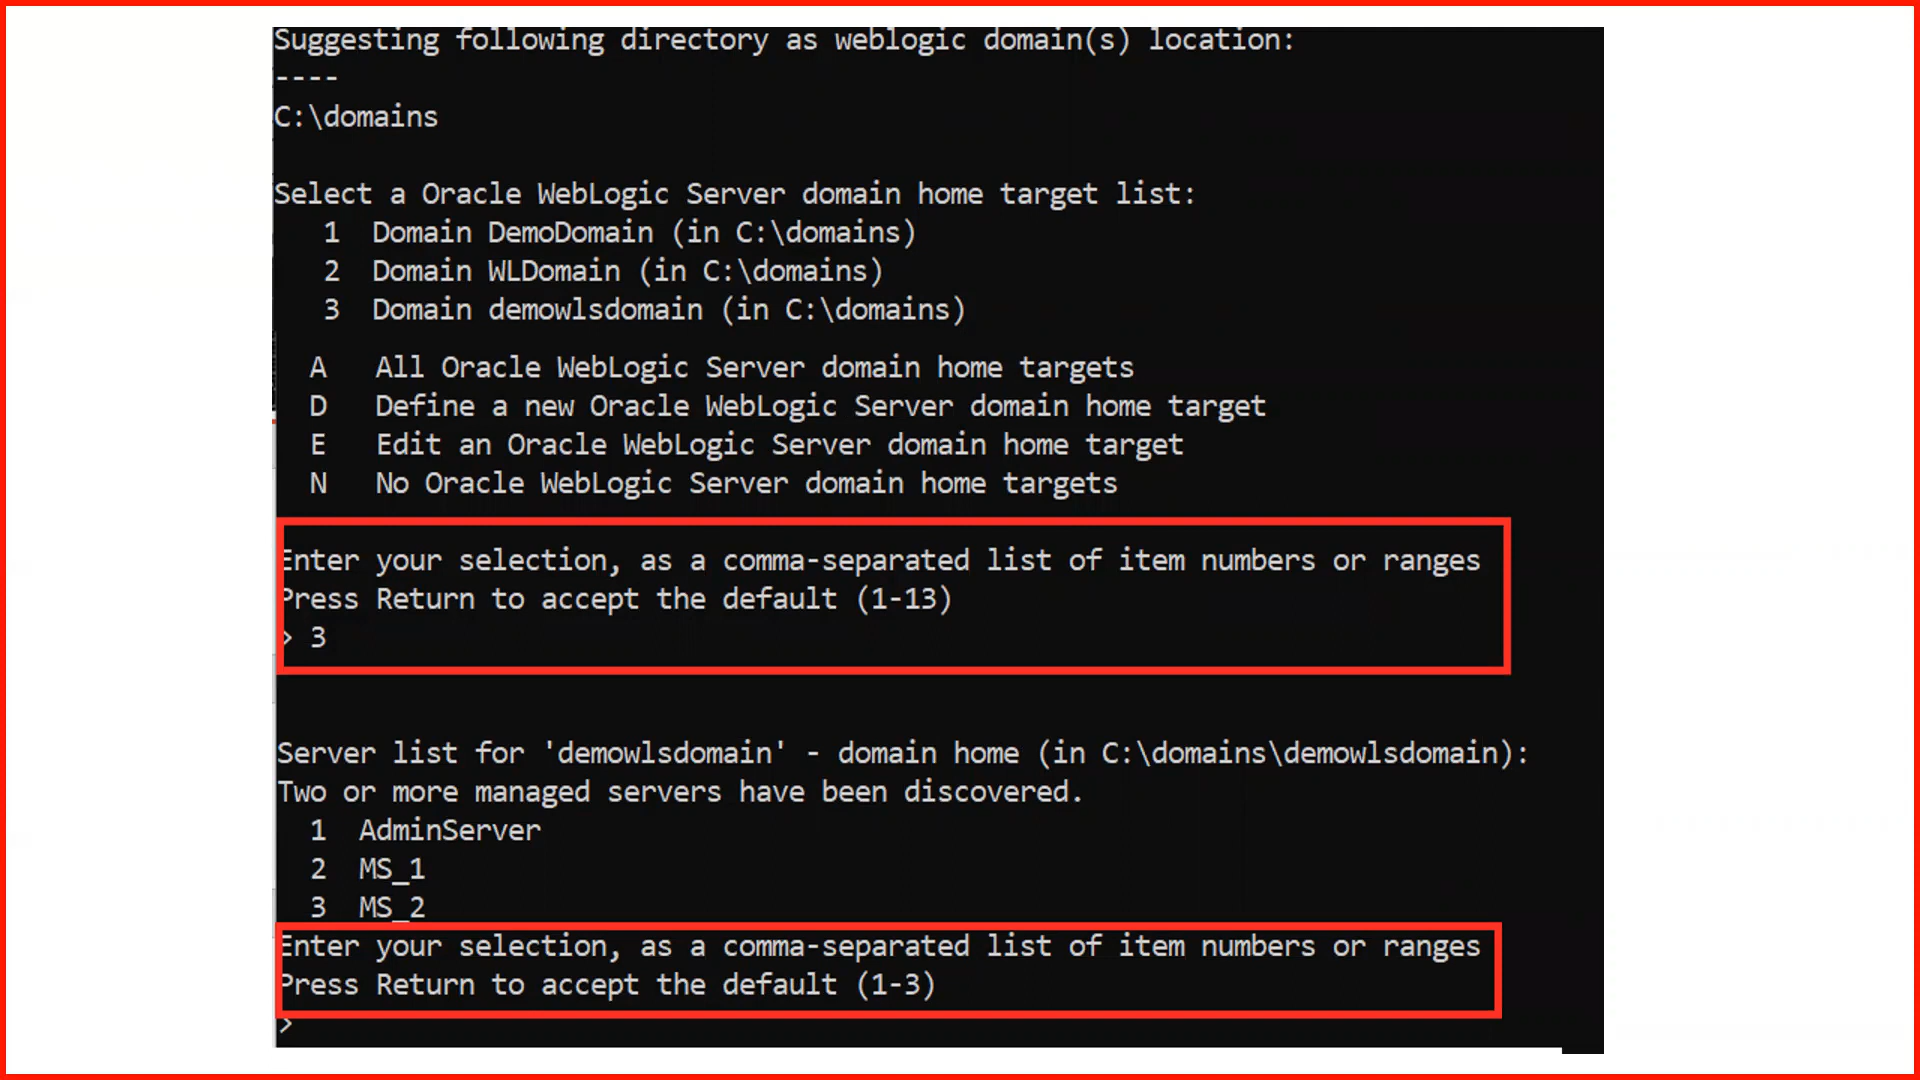 Suggesting following directory as weblogic domain(s) location:
----
C:\domains
Select a Oracle WebLogic Server domain home target list:
1 Domain DemoDomain (in C:\domains)
2 Domain WLDomain (in C:\domains)
3 Domain demowlsdomain (in C:\domains)
A All Oracle WebLogic Server domain home targets
D Define a new Oracle WebLogic Server domain home target
E Edit an Oracle WebLogic Server domain home target
N No Oracle WebLogic Server domain home targets
Enter your selection, as a comma-separated list of item numbers or ranges
Press Return to accept the default (1-13)
> 3
Server list for 'demowlsdomain' - domain home (in C:\domains\demowlsdomain):
Two or more managed servers have been discovered.
1 AdminServer
2 MS_1
3 MS_2
Enter your selection, as a comma-separated list of item numbers or ranges
Press Return to accept the default (1-3)
>